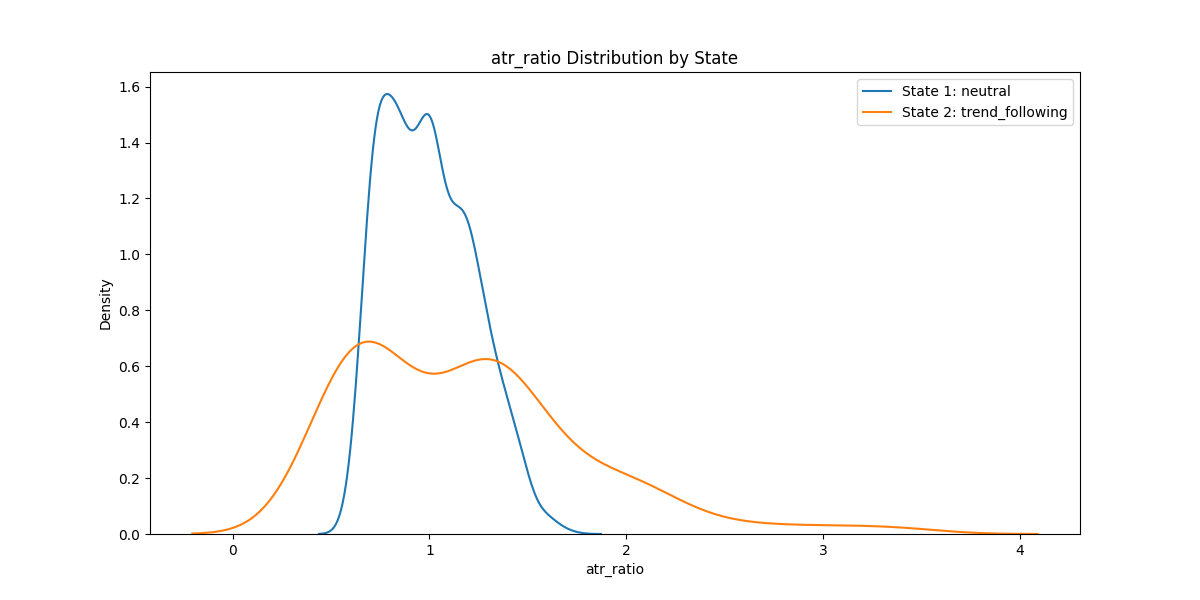 atr_ratio Distribution by State
State 1: neutral
State 2: trend_following
Density
1.6
1.4
1.2
1.0
0.8
0.6
0.4
0.2
0.0
0 1 2 3 4
atr_ratio